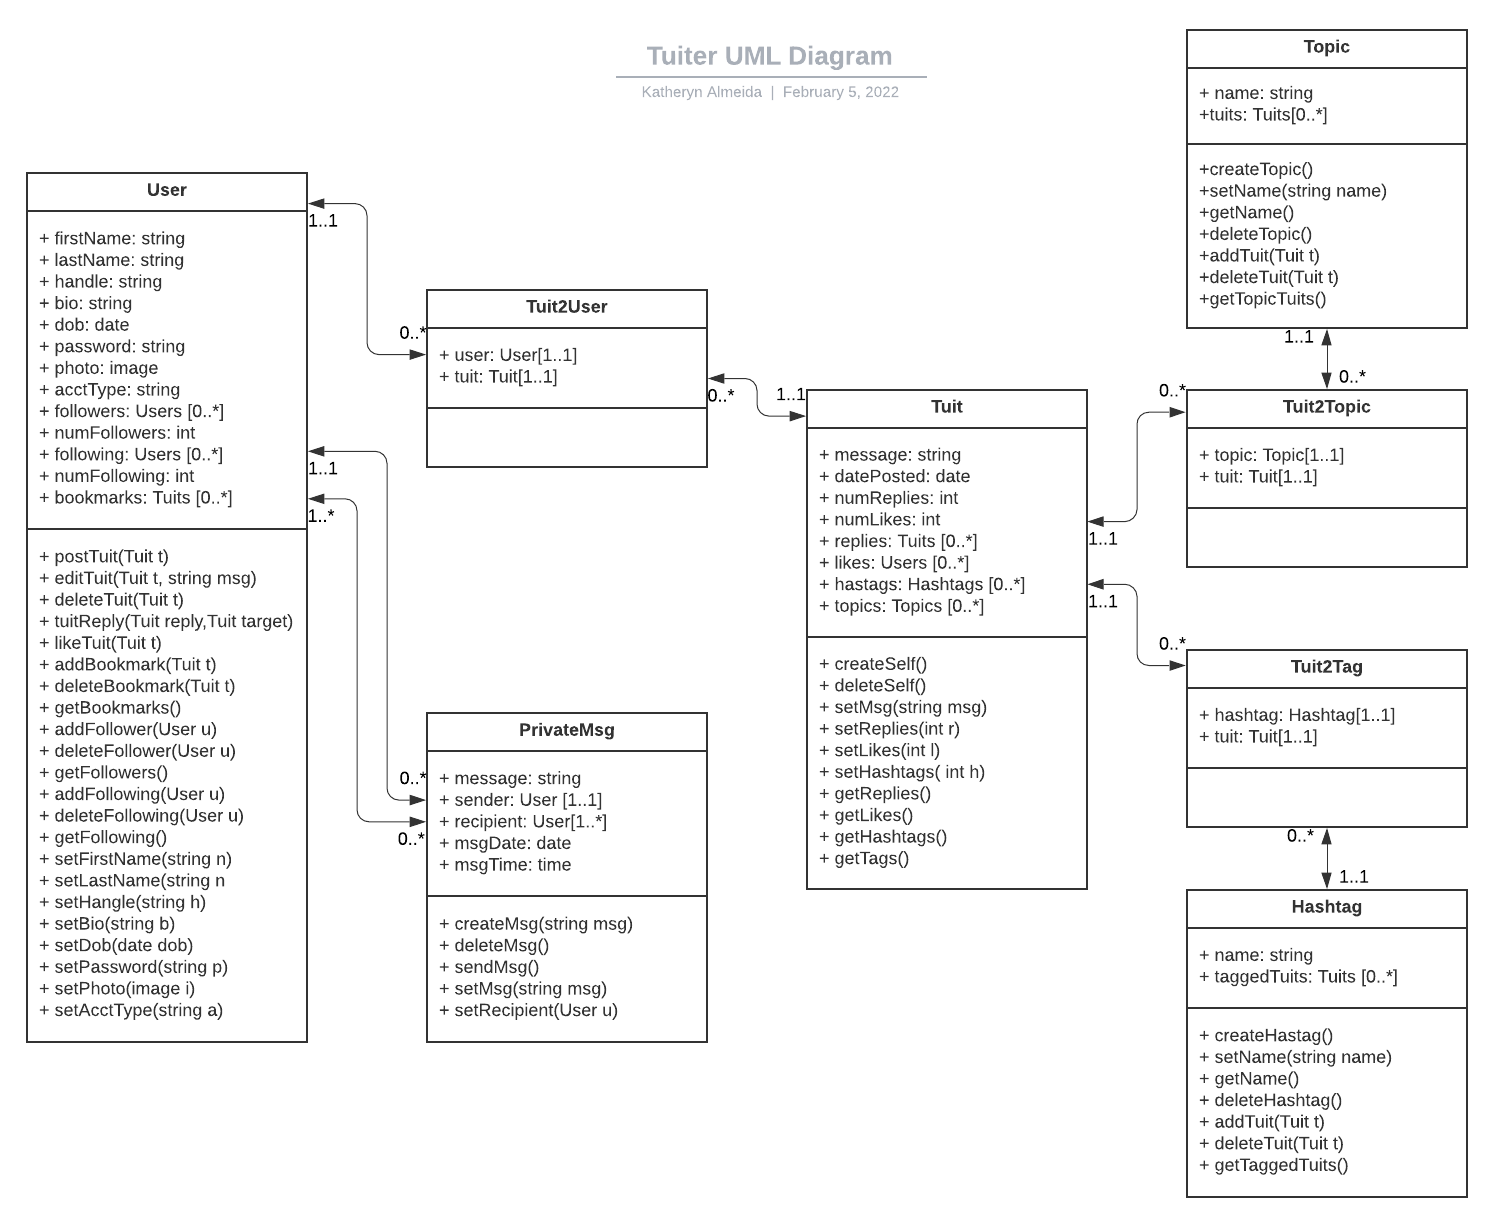 Tuiter UML Diagram
Katheryn Almeida | February 5, 2022
User
+ firstName: string
+ lastName: string
+ handle: string
+ bio: string
+ dob: date
+ password: string
+ photo: image
+ acctType: string
+ followers: Users [0..*]
+ numFollowers: int
+ following: Users [0..*]
+ numFollowing: int
+ bookmarks: Tuits [0..*]
+ postTuit(Tuit t)
+ editTuit(Tuit t, string msg)
+ deleteTuit(Tuit t)
+ tuitReply(Tuit reply,Tuit target)
+ likeTuit(Tuit t)
+ addBookmark(Tuit t)
+ deleteBookmark(Tuit t)
+ getBookmarks()
+ addFollower(User u)
+ deleteFollower(User u)
+ getFollowers()
+ addFollowing(User u)
+ deleteFollowing(User u)
+ getFollowing()
+ setFirstName(string n)
+ setLastName(string n
+ setHangle(string h)
+ setBio(string b)
+ setDob(date dob)
+ setPassword(string p)
+ setPhoto(image i)
+ setAcctType(string a)
1..1
0..*
1..1
1..*
0..*
0..*
Tuit2User
+ user: User[1..1]
+ tuit: Tuit[1..1]
0..*
1..1
PrivateMsg
+ message: string
+ sender: User [1..1]
+ recipient: User[1..*]
+ msgDate: date
+ msgTime: time
+ createMsg(string msg)
+ deleteMsg()
+ sendMsg()
+ setMsg(string msg)
+ setRecipient(User u)
Tuit
+ message: string
+ datePosted: date
+ numReplies: int
+ numLikes: int
+ replies: Tuits [0..*]
+ likes: Users [0..*]
+ hastags: Hashtags [0..*]
+ topics: Topics [0..*]
+ createSelf()
+ deleteSelf()
+ setMsg(string msg)
+ setReplies(int r)
+ setLikes(int l)
+ setHashtags( int h)
+ getReplies()
+ getLikes()
+ getHashtags()
+ getTags()
1..1
0..*
1..1
0..*
Topic
+ name: string
+tuits: Tuits[0..*]
+createTopic()
+setName(string name)
+getName()
+deleteTopic()
+addTuit(Tuit t)
+deleteTuit(Tuit t)
+getTopicTuits()
1..1
0..*
Tuit2Topic
+ topic: Topic[1..1]
+ tuit: Tuit[1..1]
Tuit2Tag
+ hashtag: Hashtag[1..1]
+ tuit: Tuit[1..1]
0..*
1..1
Hashtag
+ name: string
+ taggedTuits: Tuits [0..*]
+ createHastag()
+ setName(string name)
+ getName()
+ deleteHashtag()
+ addTuit(Tuit t)
+ deleteTuit(Tuit t)
+ getTaggedTuits()